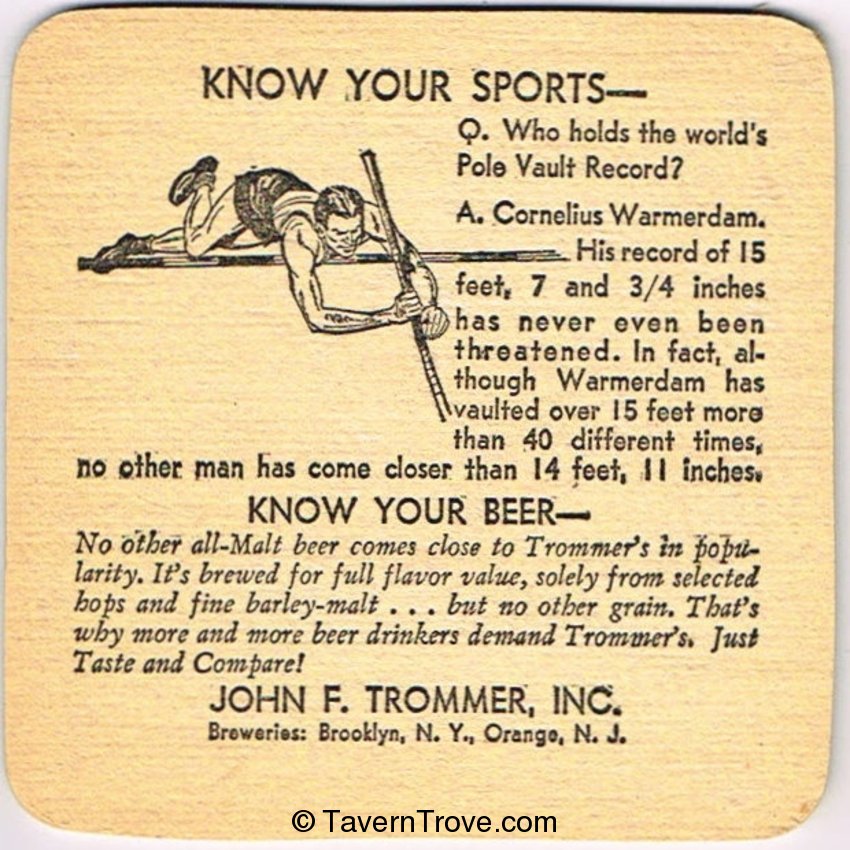 KNOW YOUR SPORTS—
Q. Who holds the world's
Pole Vault Record?
A. Cornelius Warmerdam.
His record of 15
feet, 7 and 3/4 inches
has never even been
threatened. In fact, al-
though Warmerdam has
vaulted over 15 feet more
than 40 different times,
no other man has come closer than 14 feet, 11 inches.
KNOW YOUR BEER—
No other all-Malt beer comes close to Trommer's in popu-
larity. It's brewed for full flavor value, solely from selected
hops and fine barley-malt . . . but no other grain. That's
why more and more beer drinkers demand Trommer's. Just
Taste and Compare!
JOHN F. TROMMER, INC.
Breweries: Brooklyn, N. Y., Orange, N. J.
© TavernTrove.com